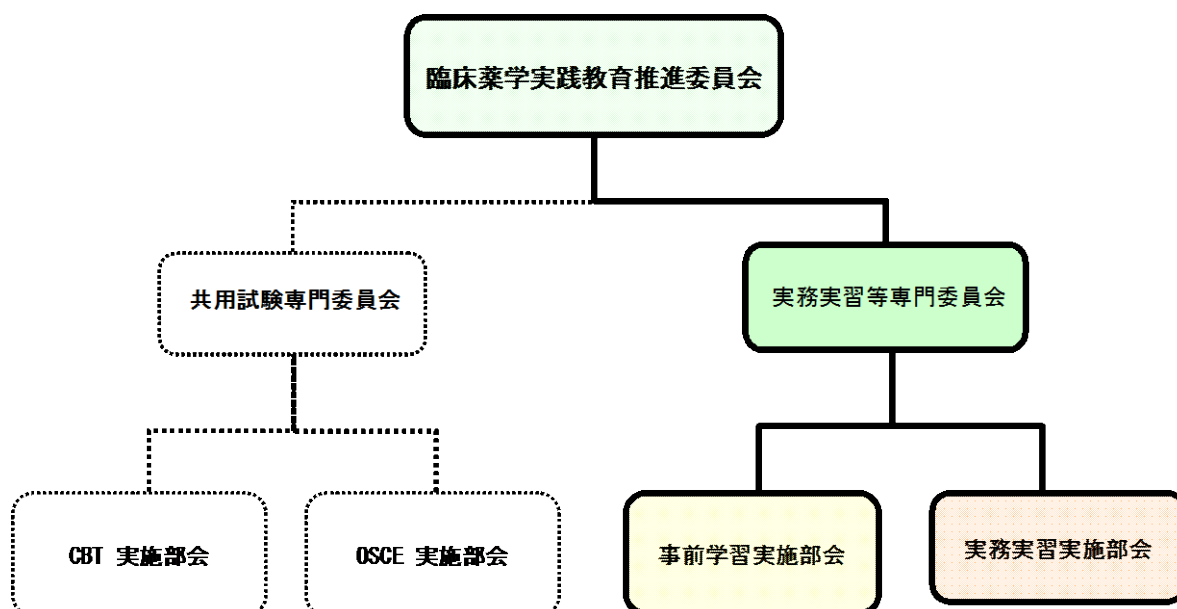 臨床薬学実践教育推進委員会
共用試験専門委員会
実務実習等専門委員会
CBT 実施部会
OSCE 実施部会
事前学習実施部会
実務実習実施部会